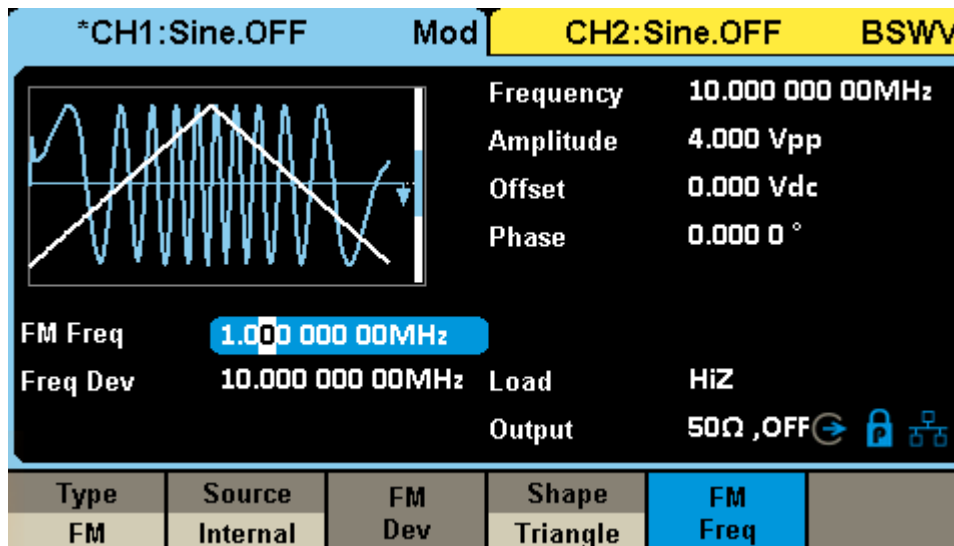 *CH1:Sine.OFF Mod CH2:Sine.OFF BSWV
Frequency 10.000 000 00MHz
Amplitude 4.000 Vpp
Offset 0.000 Vdc
Phase 0.000 0 °
FM Freq 1.000 000 00MHz
Freq Dev 10.000 000 00MHz Load HiZ
Output 50Ω ,OFF P
Type Source FM Shape FM
FM Internal Dev Triangle Freq